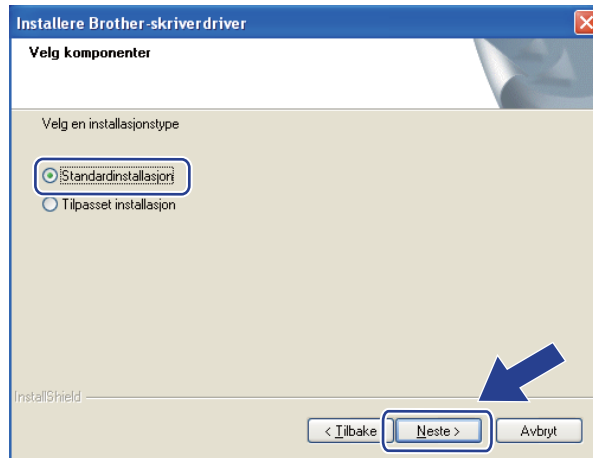 Installere Brother-skriverdriver
Velg komponenter
Velg en installasjonstype
Standardinstallasjon
Tilpasset installasjon
InstallShield
< Tilbake Neste > Avbryt